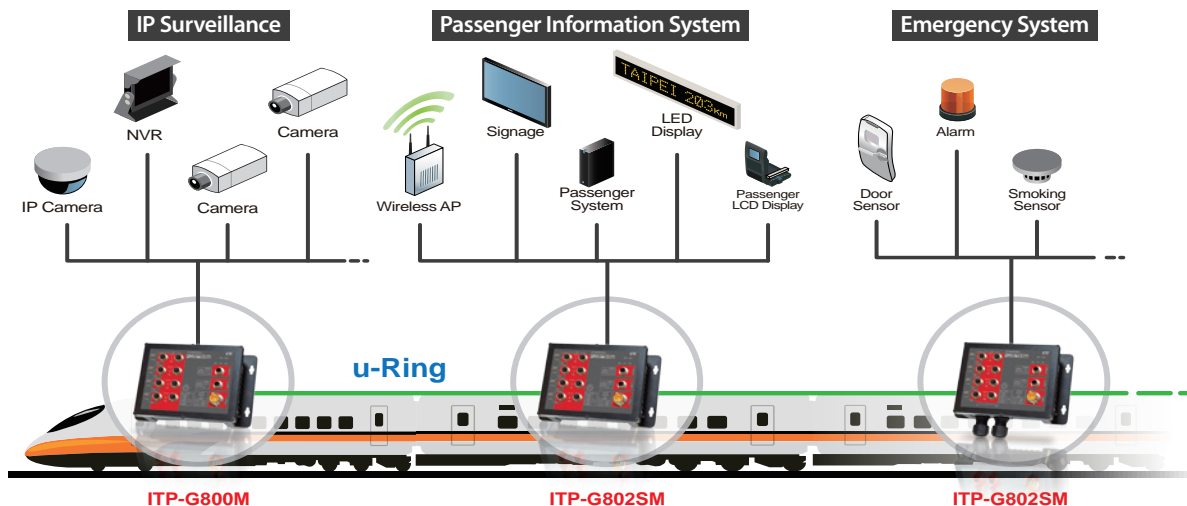 IP Surveillance
Passenger Information System
Emergency System
TAIPEI 203Km
NVR
Camera
Signage
LED
Display
Alarm
IP Camera
Camera
Wireless AP
Passenger
System
Passenger
LCD Display
Door
Sensor
Smoking
Sensor
u-Ring
ITP-G800M
ITP-G802SM
ITP-G802SM